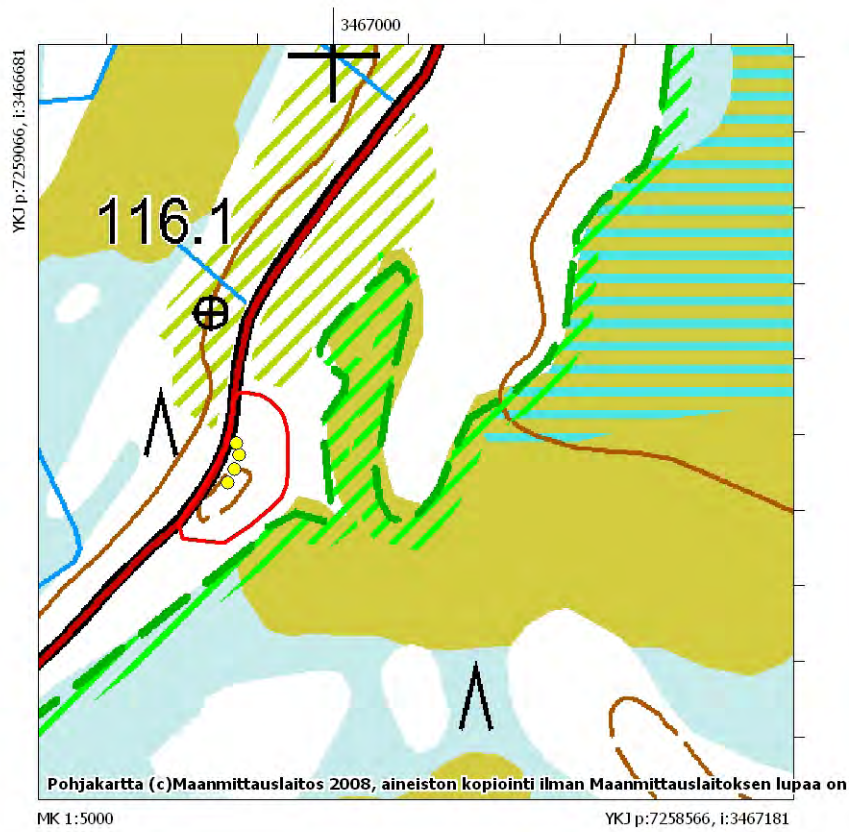 3467000
YKJ p:7259066, i:3466681
116.1
Pohjakartta (c)Maanmittauslaitos 2008, aineiston kopiointi ilman Maanmittauslaitoksen lupaa on
MK 1:5000
YKJ p:7258566, i:3467181